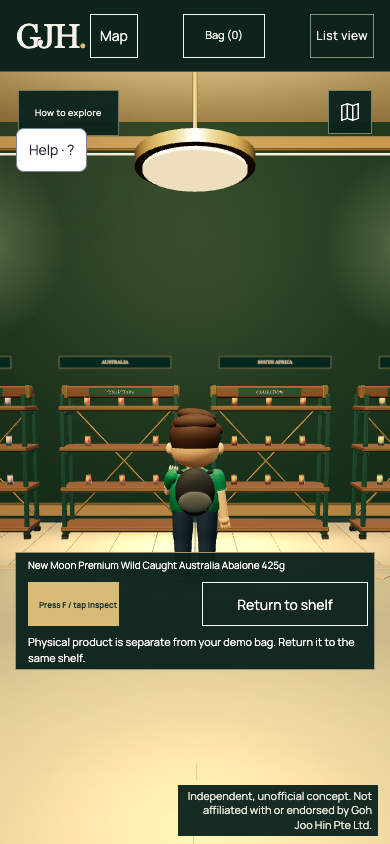 GJH.
Map
Bag (0)
List view
How to explore
Help · ?
AUSTRALIA
SOUTH AFRICA
COLLECTION
COLLECTION
New Moon Premium Wild Caught Australia Abalone 425g
Press F / tap Inspect
Return to shelf
Physical product is separate from your demo bag. Return it to the
same shelf.
Independent, unofficial concept. Not
affiliated with or endorsed by Goh
Joo Hin Pte Ltd.